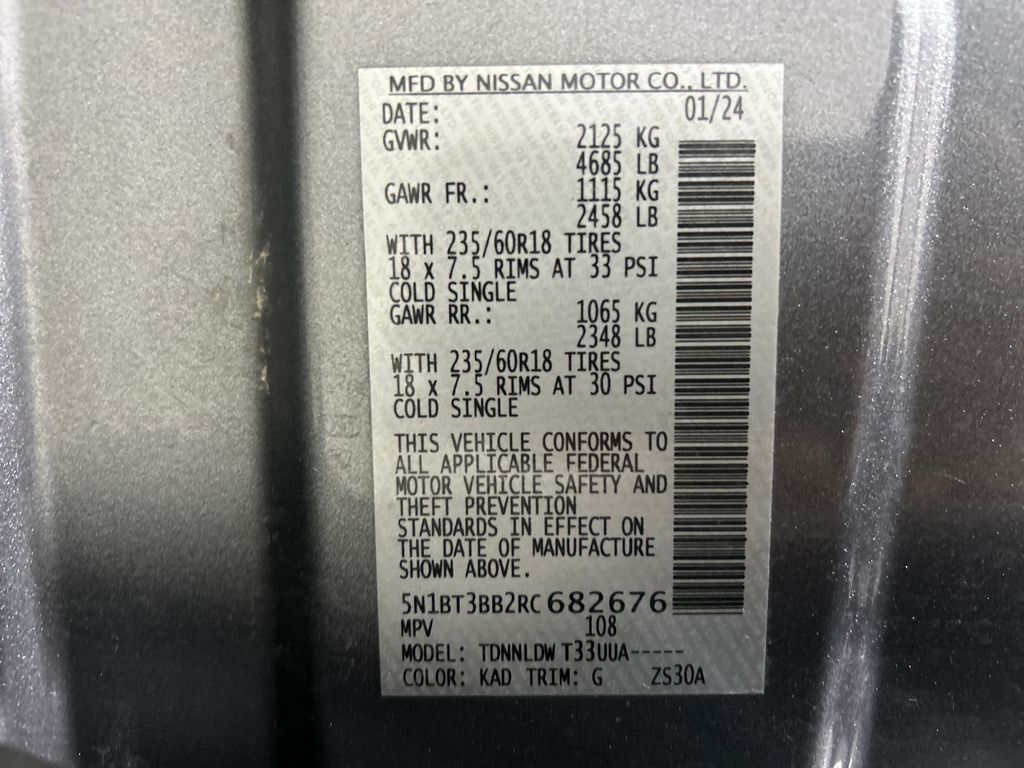 MFD BY NISSAN MOTOR CO., LTD.
DATE: 01/24
GVWR: 2125 KG
4685 LB
GAWR FR.: 1115 KG
2458 LB
WITH 235/60R18 TIRES
18 x 7.5 RIMS AT 33 PSI
COLD SINGLE
GAWR RR.: 1065 KG
2348 LB
WITH 235/60R18 TIRES
18 x 7.5 RIMS AT 30 PSI
COLD SINGLE
THIS VEHICLE CONFORMS TO
ALL APPLICABLE FEDERAL
MOTOR VEHICLE SAFETY AND
THEFT PREVENTION
STANDARDS IN EFFECT ON
THE DATE OF MANUFACTURE
SHOWN ABOVE.
5N1BT3BB2RC682676
MPV 108
MODEL: TDNNLDW T33UUA-----
COLOR: KAD TRIM: G ZS30A